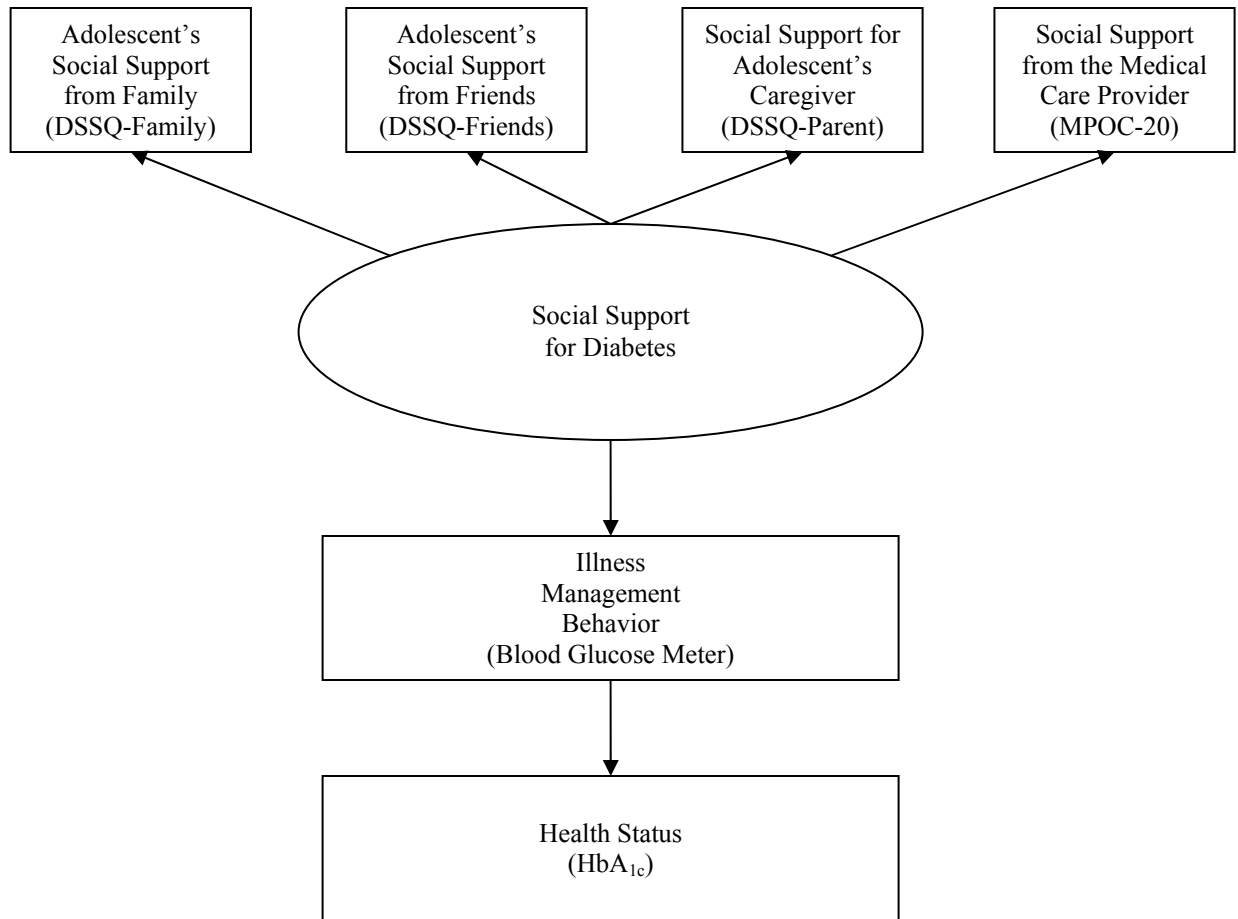 Adolescent's
Social Support
from Family
(DSSQ-Family)
Adolescent's
Social Support
from Friends
(DSSQ-Friends)
Social Support for
Adolescent's
Caregiver
(DSSQ-Parent)
Social Support
from the Medical
Care Provider
(MPOC-20)
Social Support
for Diabetes
Illness
Management
Behavior
(Blood Glucose Meter)
Health Status
(HbA1c)